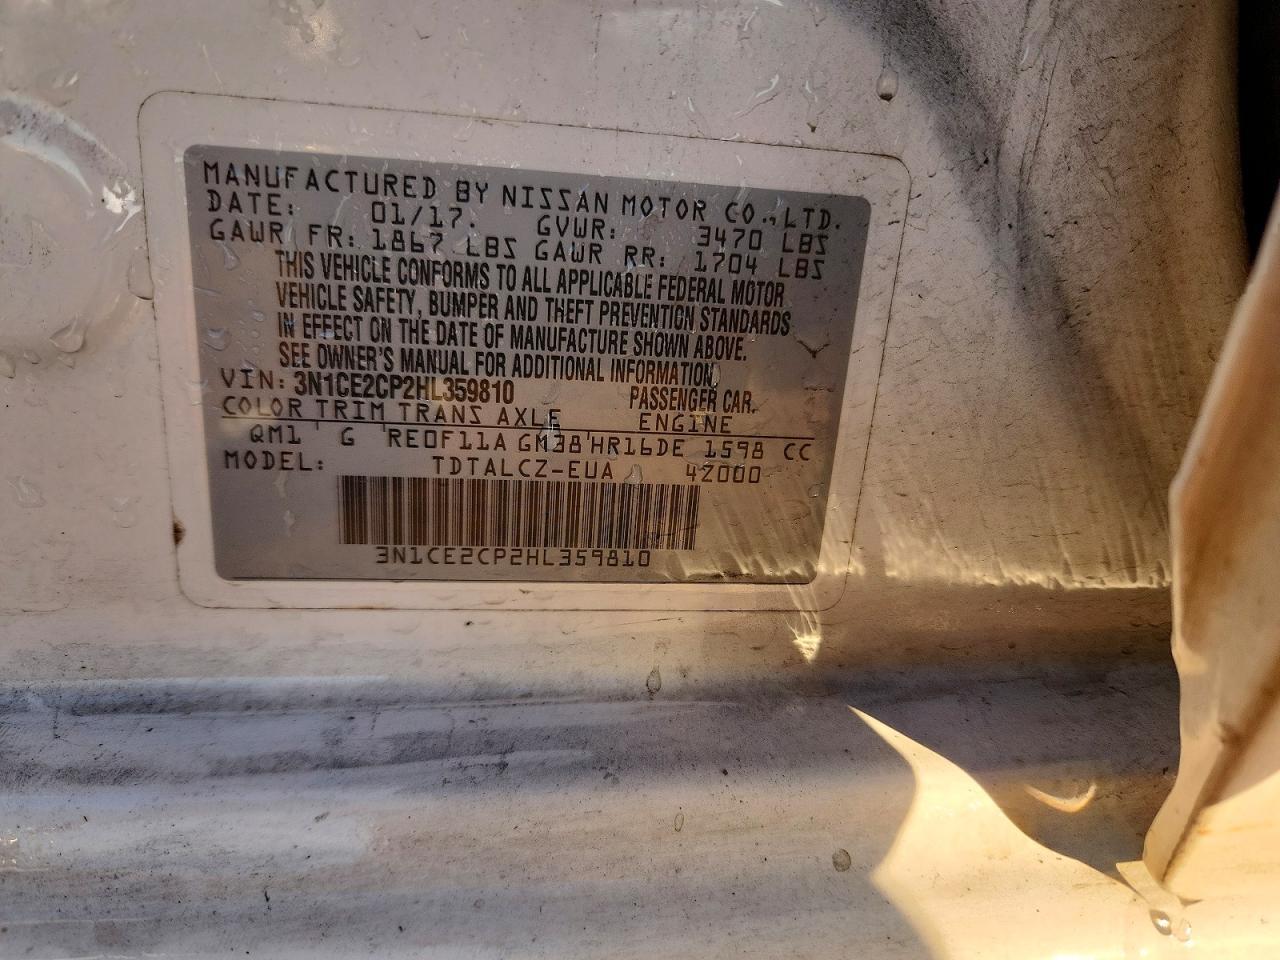 MANUFACTURED BY NISSAN MOTOR CO., LTD.
DATE: 01/17. GVWR: 3470 LBS
GAWR FR: 1867 LBS GAWR RR: 1704 LBS
THIS VEHICLE CONFORMS TO ALL APPLICABLE FEDERAL MOTOR
VEHICLE SAFETY, BUMPER AND THEFT PREVENTION STANDARDS
IN EFFECT ON THE DATE OF MANUFACTURE SHOWN ABOVE.
SEE OWNER'S MANUAL FOR ADDITIONAL INFORMATION.
VIN: 3N1CE2CP2HL359810 PASSENGER CAR.
COLOR TRIM TRANS AXLE ENGINE
QM1 G RE0F11A GM38 HR16DE 1598 CC
MODEL: TDTALCZ-EUA 42000
3N1CE2CP2HL359810